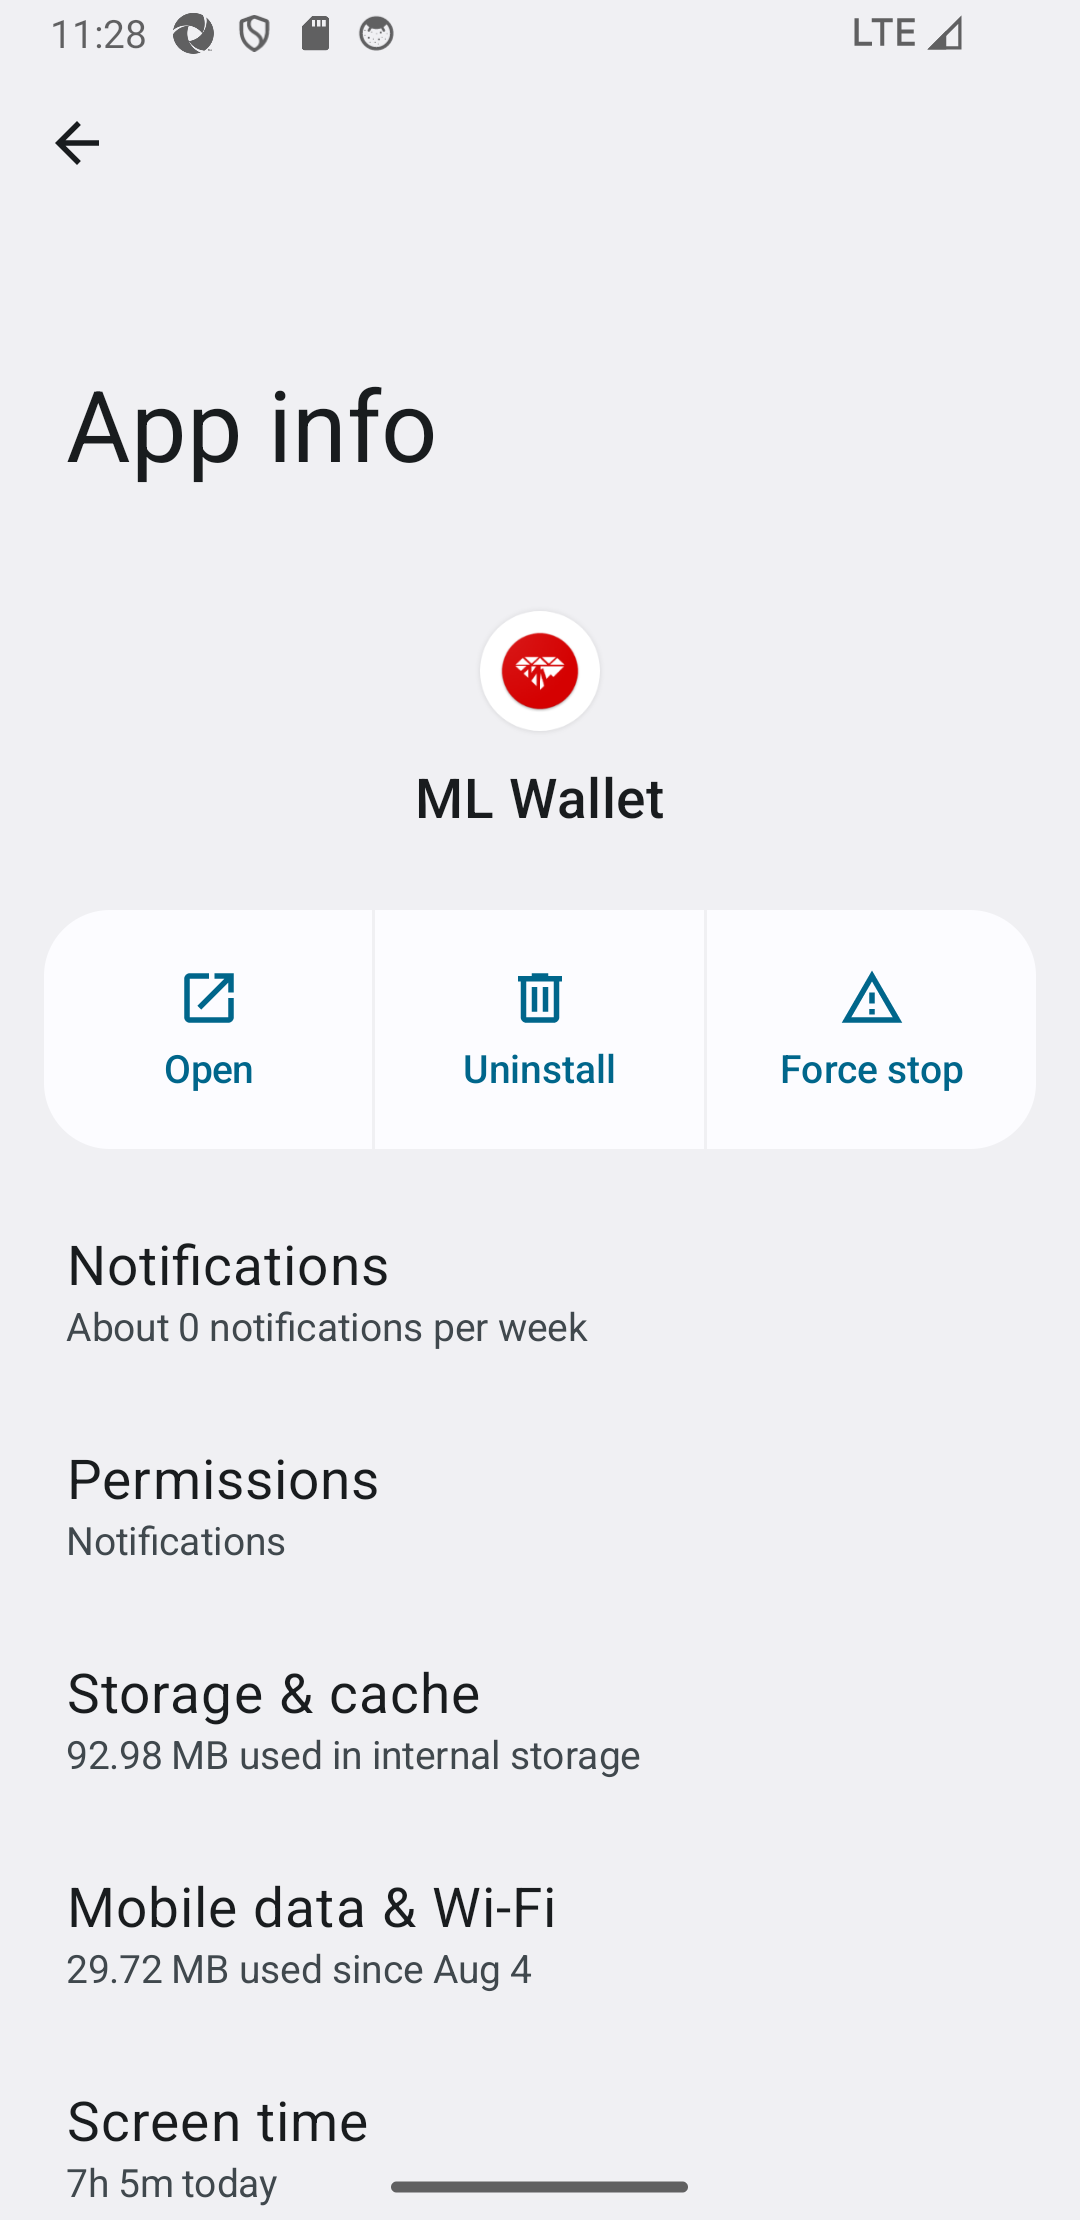 11:28
LTE
App info
ML Wallet
Open
Uninstall
Force stop
Notifications
About 0 notifications per week
Permissions
Notifications
Storage & cache
92.98 MB used in internal storage
Mobile data & Wi-Fi
29.72 MB used since Aug 4
Screen time
7h 5m today